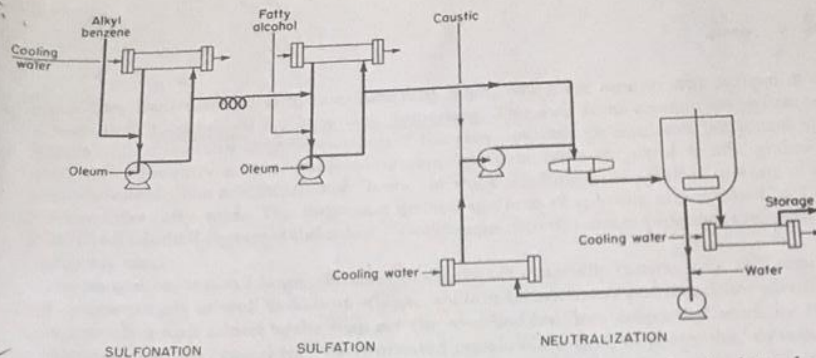 Alkyl
benzene
Cooling
water
Oleum
SULFONATION
Fatty
alcohol
Oleum
SULFATION
Caustic
Cooling water
Storage
Cooling water
Water
NEUTRALIZATION